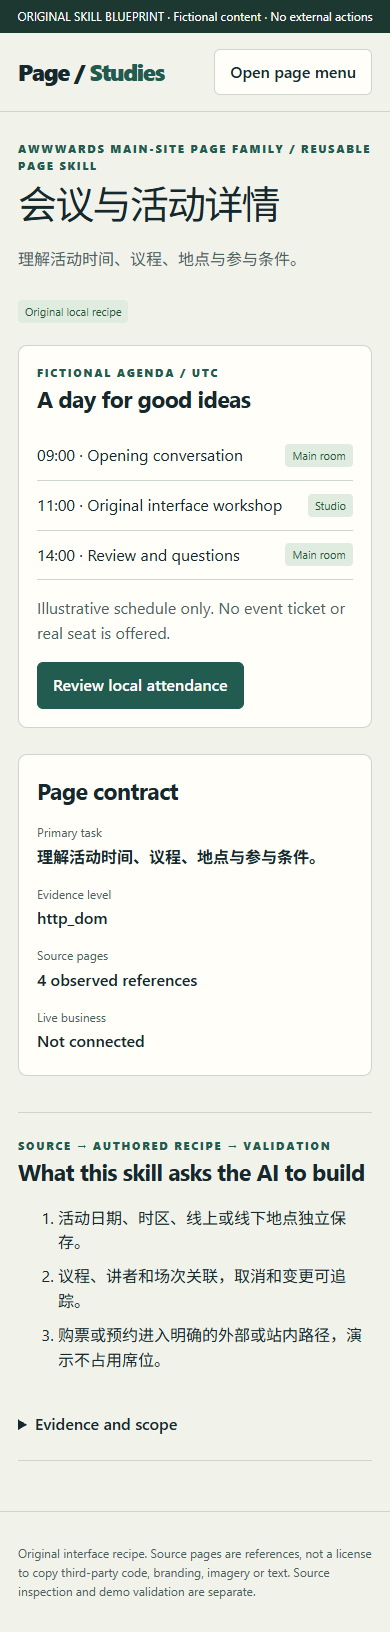 ORIGINAL SKILL BLUEPRINT · Fictional content · No external actions
Page / Studies
Open page menu
AWWWARDS MAIN-SITE PAGE FAMILY / REUSABLE
PAGE SKILL
会议与活动详情
理解活动时间、议程、地点与参与条件。
Original local recipe
FICTIONAL AGENDA / UTC
A day for good ideas
09:00 · Opening conversation
Main room
11:00 · Original interface workshop
Studio
14:00 · Review and questions
Main room
Illustrative schedule only. No event ticket or
real seat is offered.
Review local attendance
Page contract
Primary task
理解活动时间、议程、地点与参与条件。
Evidence level
http_dom
Source pages
4 observed references
Live business
Not connected
SOURCE → AUTHORED RECIPE → VALIDATION
What this skill asks the AI to build
1. 活动日期、时区、线上或线下地点独立保
存。
2. 议程、讲者和场次关联，取消和变更可追
踪。
3. 购票或预约进入明确的外部或站内路径，演
示不占用席位。
▶ Evidence and scope
Original interface recipe. Source pages are references, not a license
to copy third-party code, branding, imagery or text. Source
inspection and demo validation are separate.